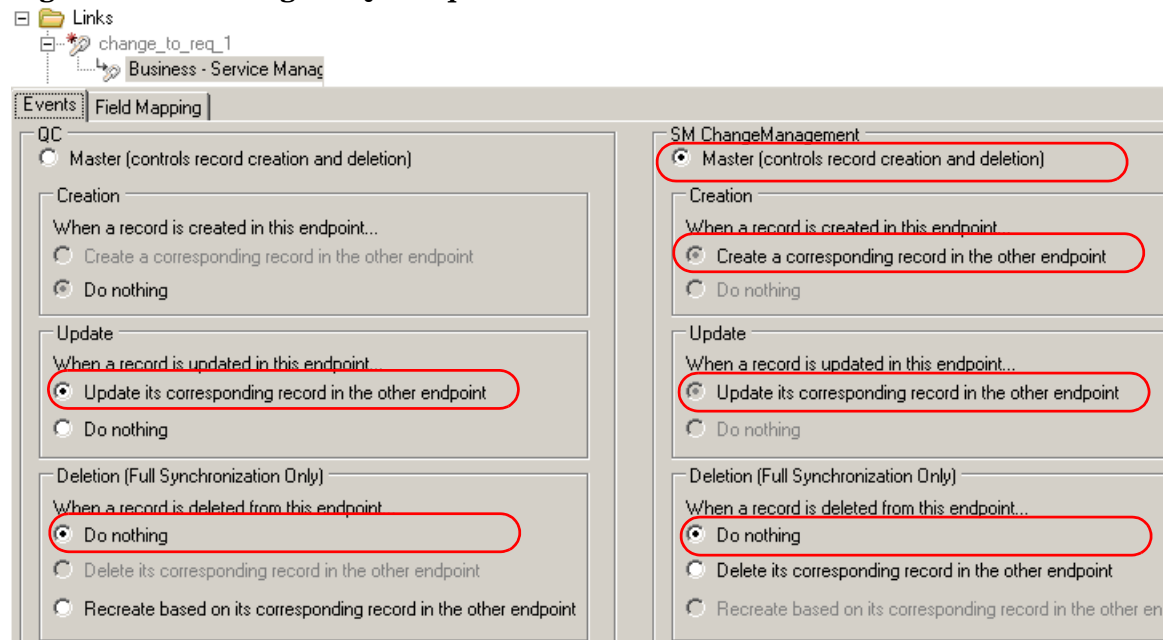 Links
change_to_req_1
Business - Service Manag
Events
Field Mapping
QC
Master (controls record creation and deletion)
Creation
When a record is created in this endpoint...
Create a corresponding record in the other endpoint
Do nothing
Update
When a record is updated in this endpoint...
Update its corresponding record in the other endpoint
Do nothing
Deletion (Full Synchronization Only)
When a record is deleted from this endpoint...
Do nothing
Delete its corresponding record in the other endpoint
Recreate based on its corresponding record in the other endpoint
SM ChangeManagement
Master (controls record creation and deletion)
Creation
When a record is created in this endpoint...
Create a corresponding record in the other endpoint
Do nothing
Update
When a record is updated in this endpoint...
Update its corresponding record in the other endpoint
Do nothing
Deletion (Full Synchronization Only)
When a record is deleted from this endpoint...
Do nothing
Delete its corresponding record in the other endpoint
Recreate based on its corresponding record in the other en